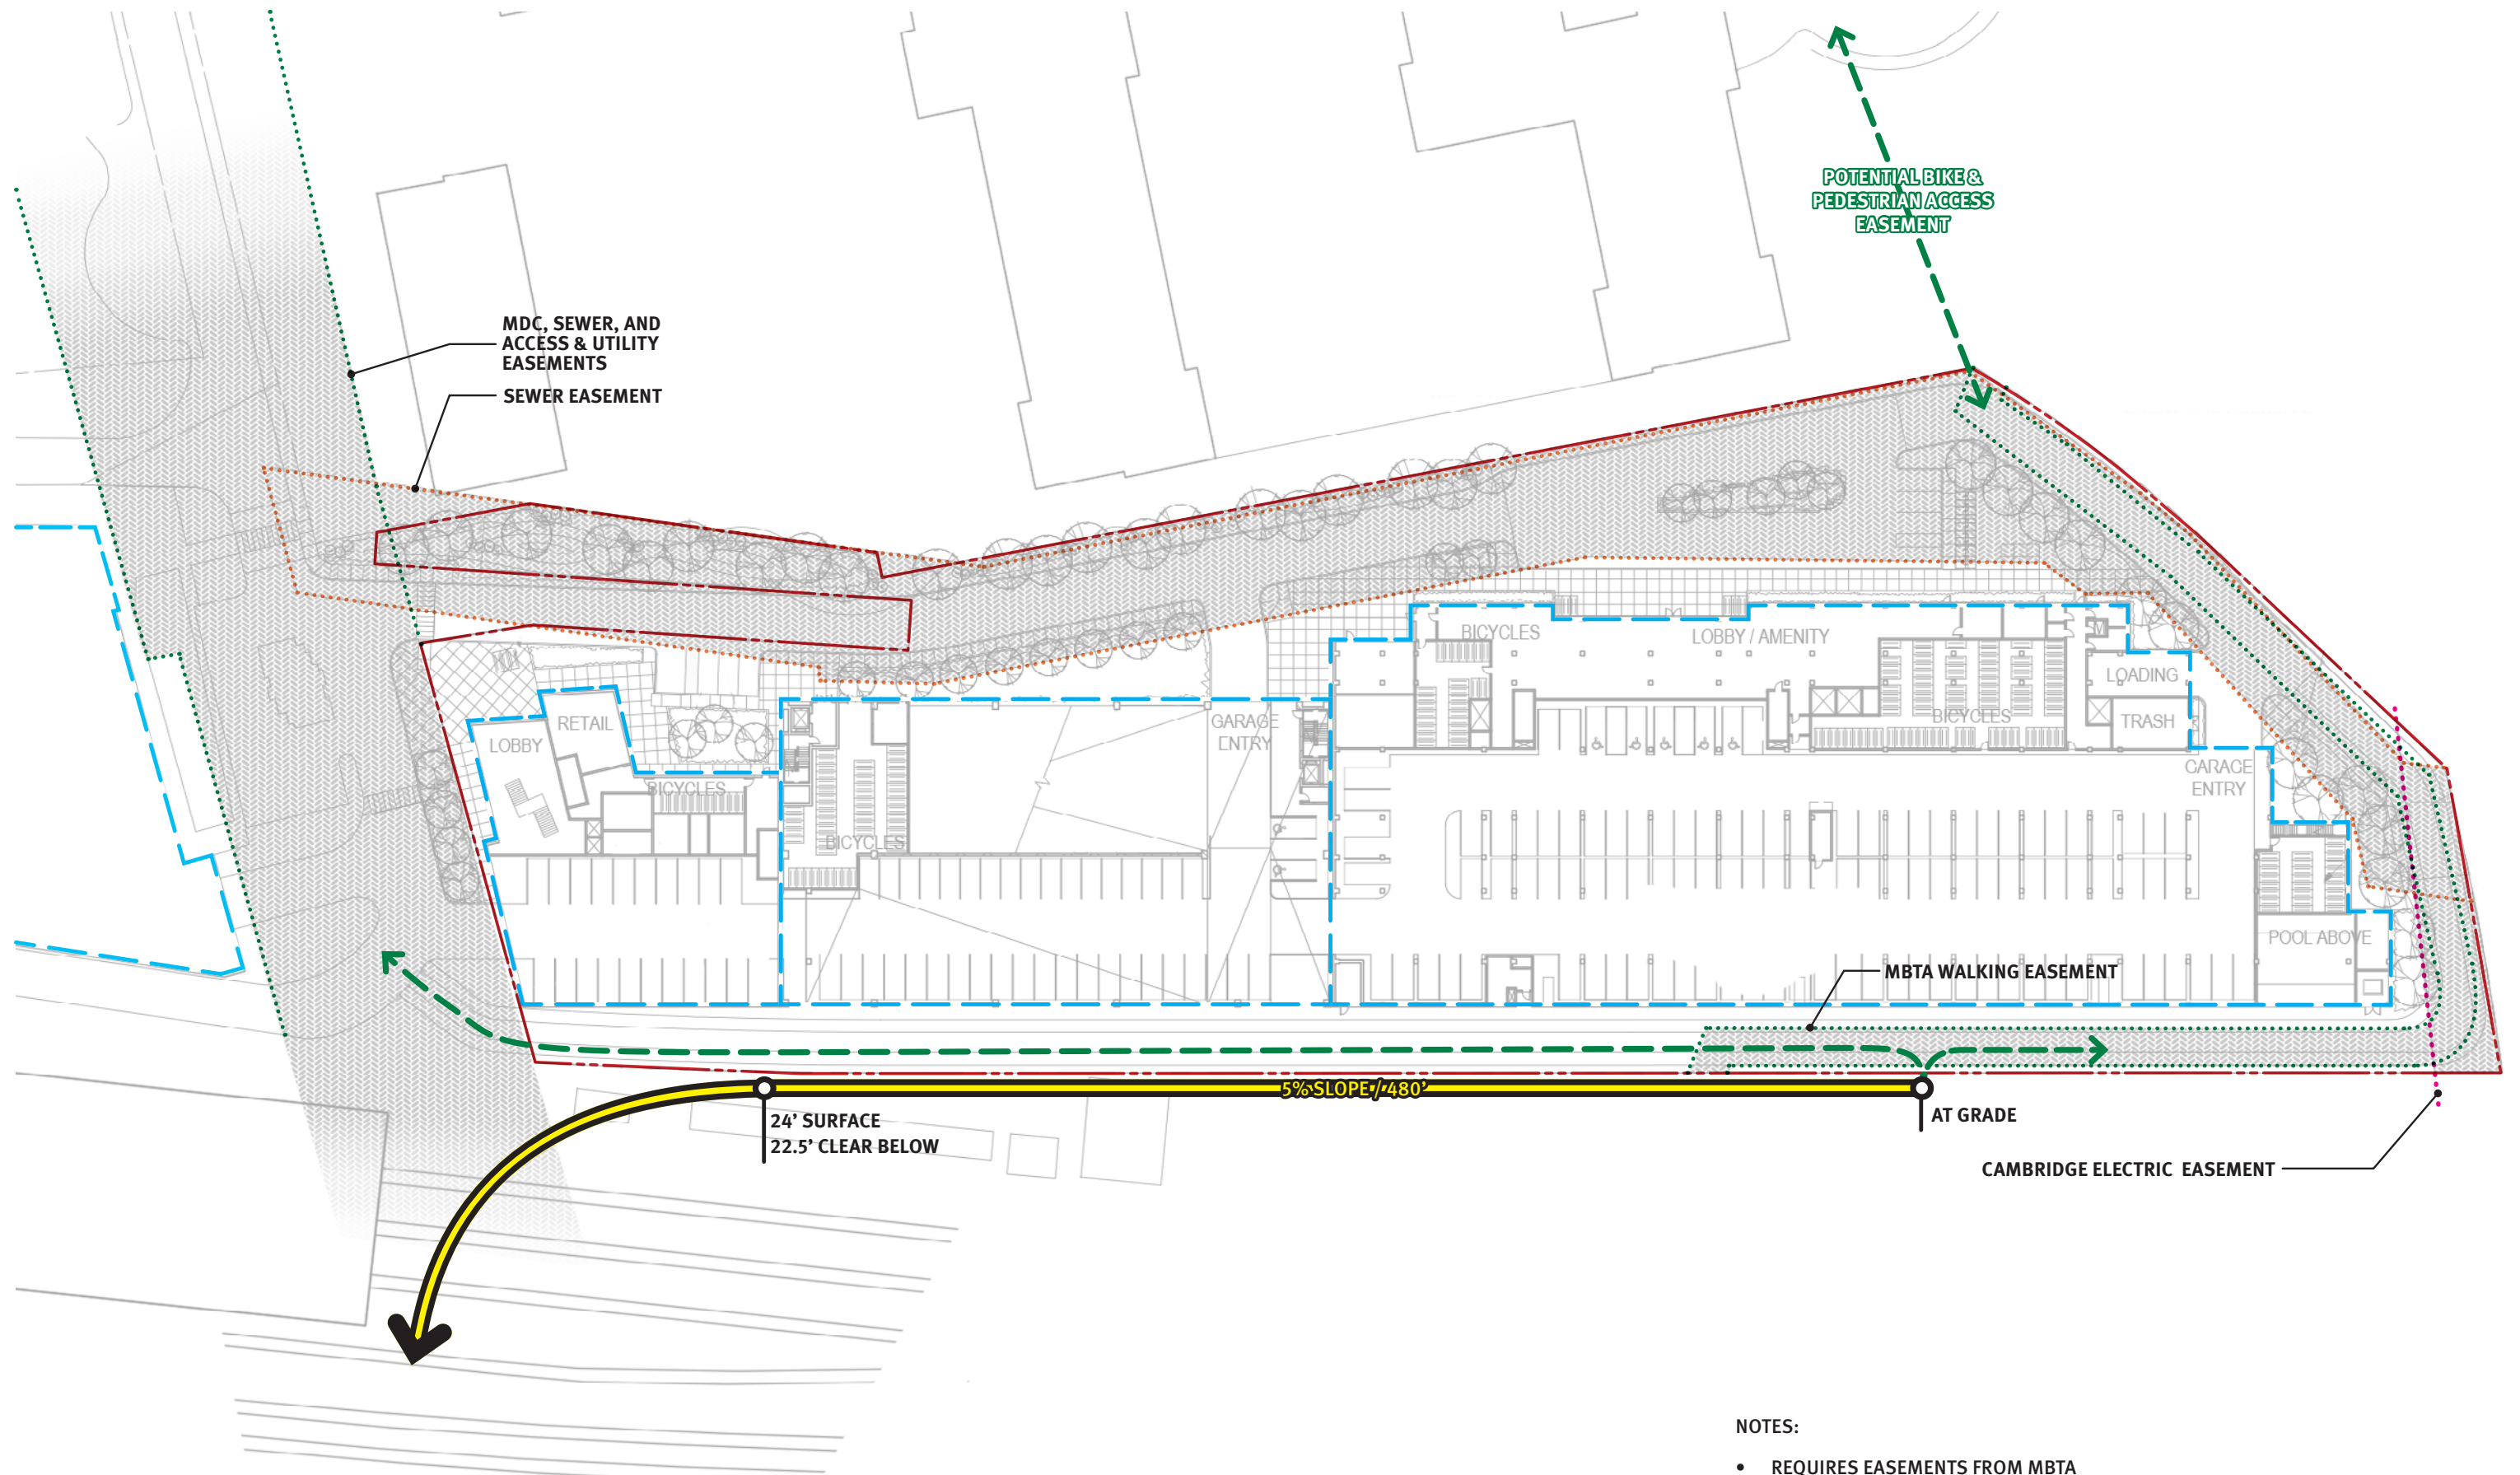 POTENTIAL BIKE &
PEDESTRIAN ACCESS
EASEMENT
MDC, SEWER, AND
ACCESS & UTILITY
EASEMENTS
SEWER EASEMENT
BICYCLES
LOBBY / AMENITY
M
LOADING
RETAIL
LOBBY
GARAGE
ENTRY
BICYCLES
TRASH
BICYCLES
GARAGE
ENTRY
BICYCLES
POOL ABOVE
MBTA WALKING EASEMENT
5% SLOPE / 480'
24' SURFACE
22.5' CLEAR BELOW
AT GRADE
CAMBRIDGE ELECTRIC EASEMENT
NOTES:
• REQUIRES EASEMENTS FROM MBTA